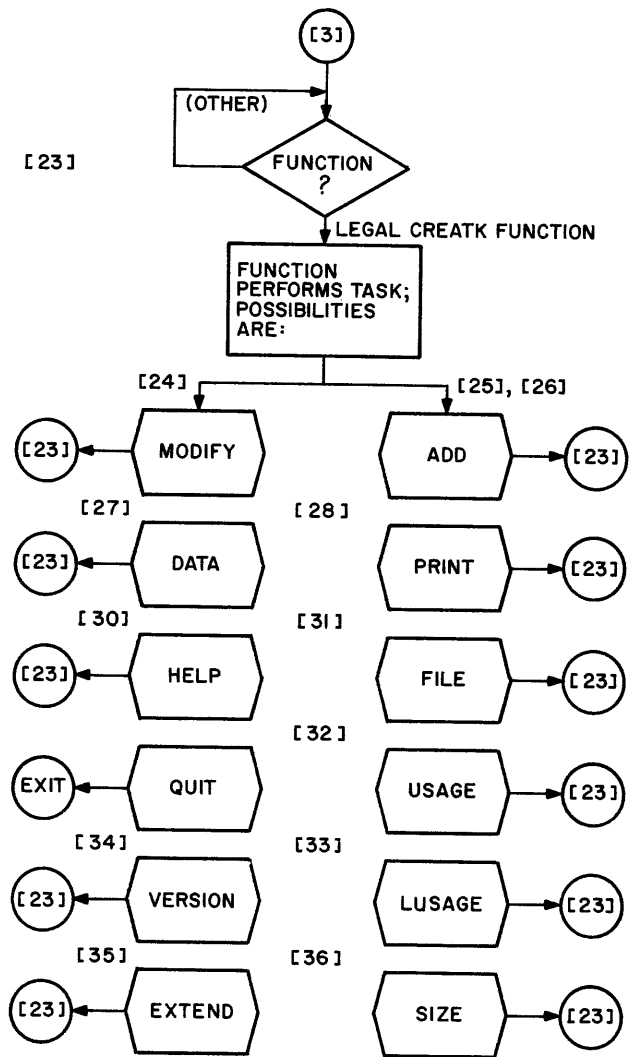 [3]
(OTHER)
[23]
FUNCTION
?
LEGAL CREATK FUNCTION
FUNCTION
PERFORMS TASK;
POSSIBILITIES
ARE:
[24]
[25], [26]
[23]
MODIFY
ADD
[23]
[27]
[28]
[23]
DATA
PRINT
[23]
[30]
[31]
[23]
HELP
FILE
[23]
[32]
EXIT
QUIT
USAGE
[23]
[34]
[33]
[23]
VERSION
LUSAGE
[23]
[35]
[36]
[23]
EXTEND
SIZE
[23]